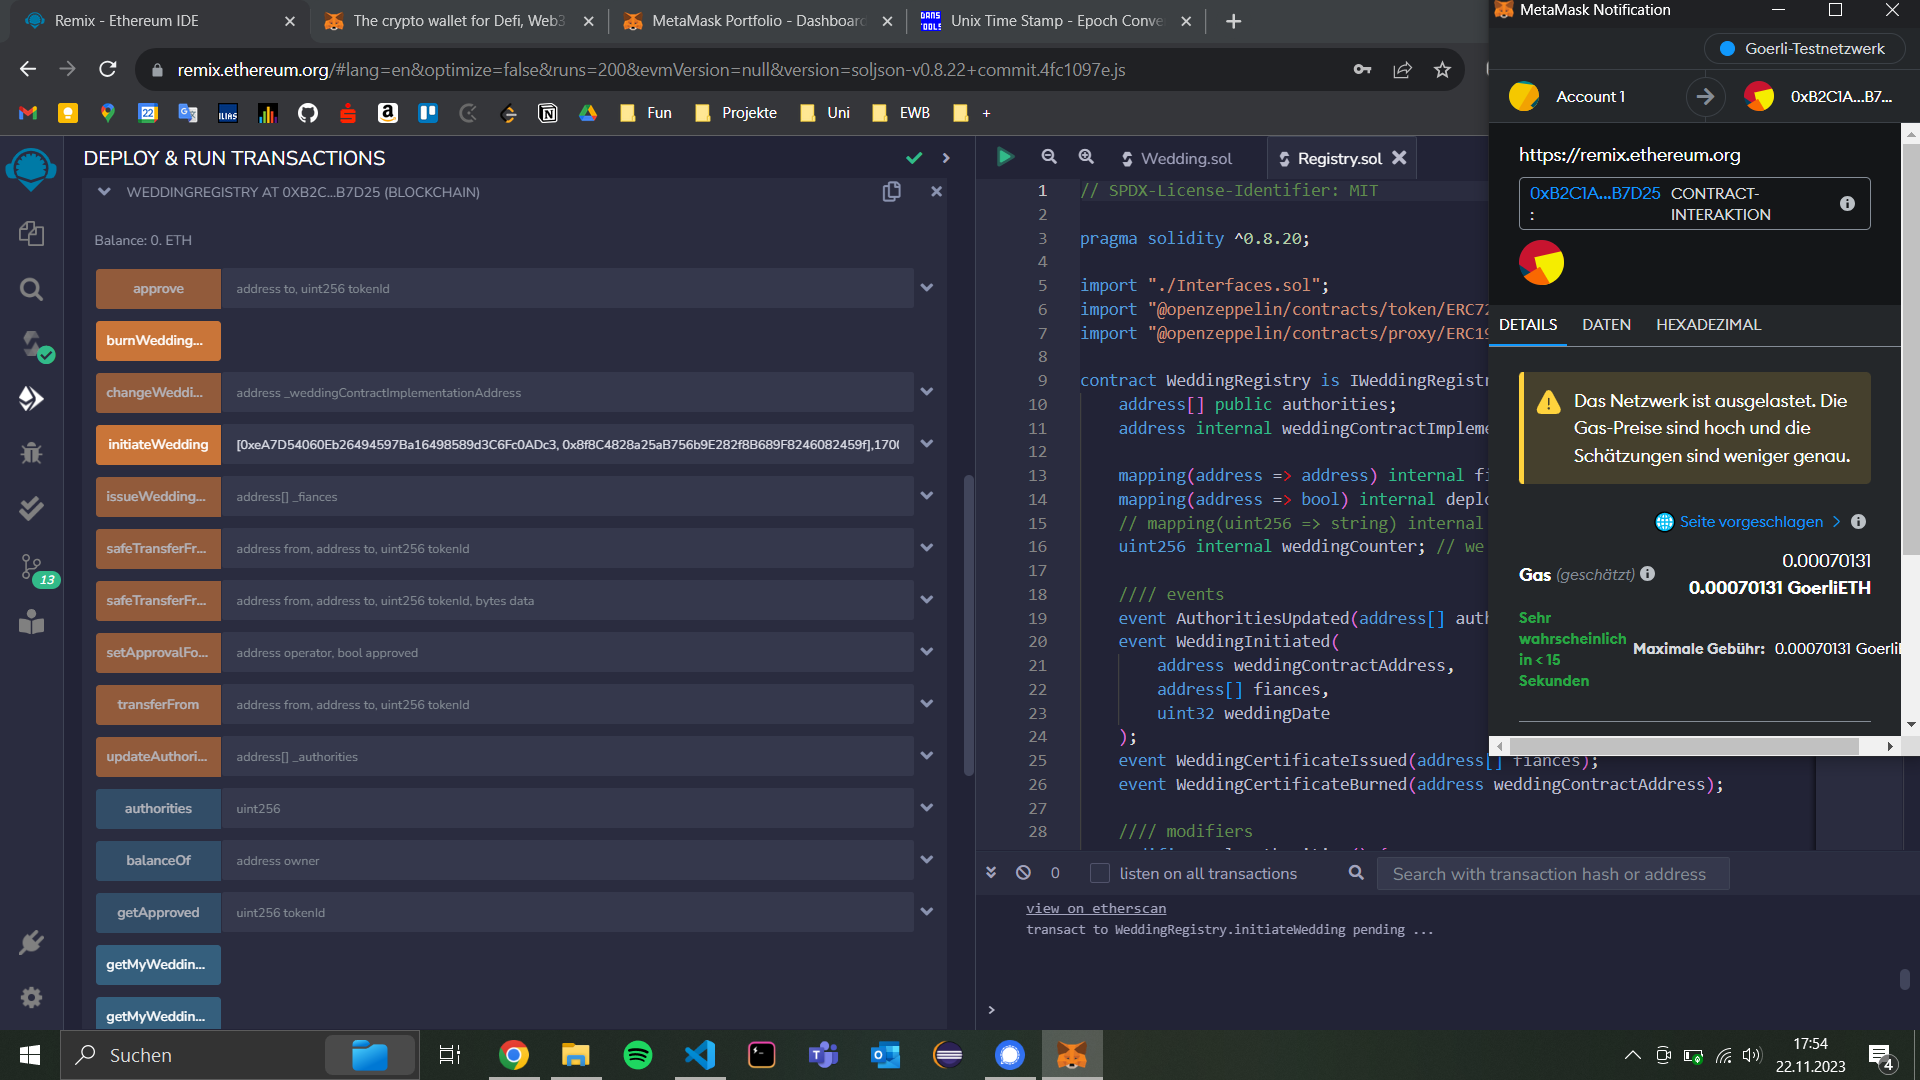 Remix - Ethereum IDE
The crypto wallet for Defi, Web3
MetaMask Portfolio - Dashboard
DANS TOOLS
Unix Time Stamp - Epoch Conve
remix.ethereum.org/#lang=en&optimize=false&runs=200&evmVersion=null&version=soljson-v0.8.22+commit.4fc1097e.js
22
ILIAS
Fun
Projekte
Uni
EWB
+
DEPLOY & RUN TRANSACTIONS
WEDDINGREGISTRY AT 0XB2C...B7D25 (BLOCKCHAIN)
Balance: 0. ETH
approve
address to, uint256 tokenId
burnWedding...
changeWeddi...
address _weddingContractImplementationAddress
initiateWedding
[0xeA7D54060Eb26494597Ba16498589d3C6Fc0ADc3, 0x8f8C4828a25aB756b9E282f8B689F8246082459f],1700
issueWedding...
address[] _fiances
safeTransferFr...
address from, address to, uint256 tokenId
safeTransferFr...
address from, address to, uint256 tokenId, bytes data
setApprovalFo...
address operator, bool approved
transferFrom
address from, address to, uint256 tokenId
updateAuthori...
address[] _authorities
authorities
uint256
balanceOf
address owner
getApproved
uint256 tokenId
getMyWeddin...
getMyWeddin...
13
Wedding.sol
Registry.sol
1 // SPDX-License-Identifier: MIT
2
3 pragma solidity ^0.8.20;
4
5 import "./Interfaces.sol";
6 import "@openzeppelin/contracts/token/ERC72
7 import "@openzeppelin/contracts/proxy/ERC19
8
9 contract WeddingRegistry is IWeddingRegistr
10 address[] public authorities;
11 address internal weddingContractImpleme
12
13 mapping(address => address) internal fi
14 mapping(address => bool) internal deplo
15 // mapping(uint256 => string) internal
16 uint256 internal weddingCounter; // we
17
18 //// events
19 event AuthoritiesUpdated(address[] auth
20 event WeddingInitiated(
21 address weddingContractAddress,
22 address[] fiances,
23 uint32 weddingDate
24 );
25 event WeddingCertificateIssued(address[] fiances);
26 event WeddingCertificateBurned(address weddingContractAddress);
27
28 //// modifiers
0
listen on all transactions
Search with transaction hash or address
view on etherscan
transact to WeddingRegistry.initiateWedding pending ...
>
MetaMask Notification
Goerli-Testnetzwerk
Account 1
0xB2C1A...B7...
https://remix.ethereum.org
0xB2C1A...B7D25 :
CONTRACT-INTERAKTION
DETAILS
DATEN
HEXADEZIMAL
Das Netzwerk ist ausgelastet. Die
Gas-Preise sind hoch und die
Schätzungen sind weniger genau.
Seite vorgeschlagen >
0.00070131
Gas (geschätzt)
0.00070131 GoerliETH
Sehr
wahrscheinlich
in < 15
Sekunden
Maximale Gebühr: 0.00070131 Goerli
Suchen
17:54
22.11.2023
4